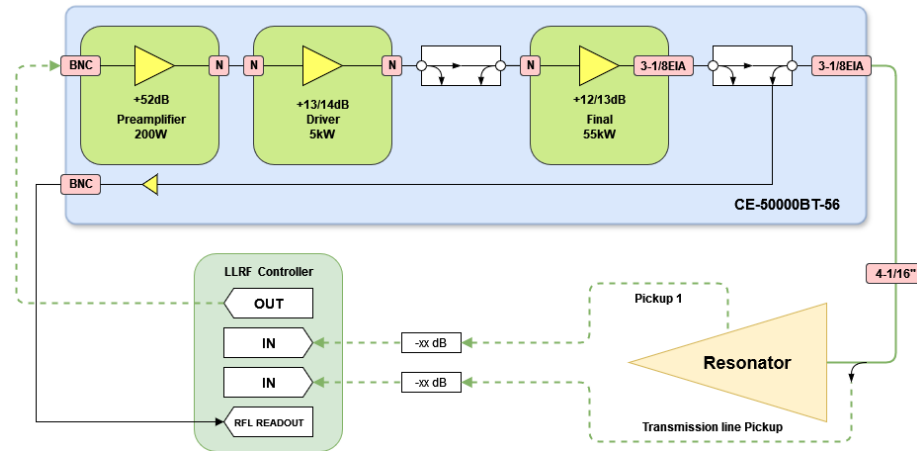 BNC
N
N
N
N
3-1/8EIA
3-1/8EIA
+52dB
Preamplifier
200W
+13/14dB
Driver
5kW
+12/13dB
Final
55kW
BNC
CE-50000BT-56
LLRF Controller
OUT
IN
IN
RFL READOUT
-xx dB
-xx dB
Pickup 1
Resonator
4-1/16"
Transmission line Pickup